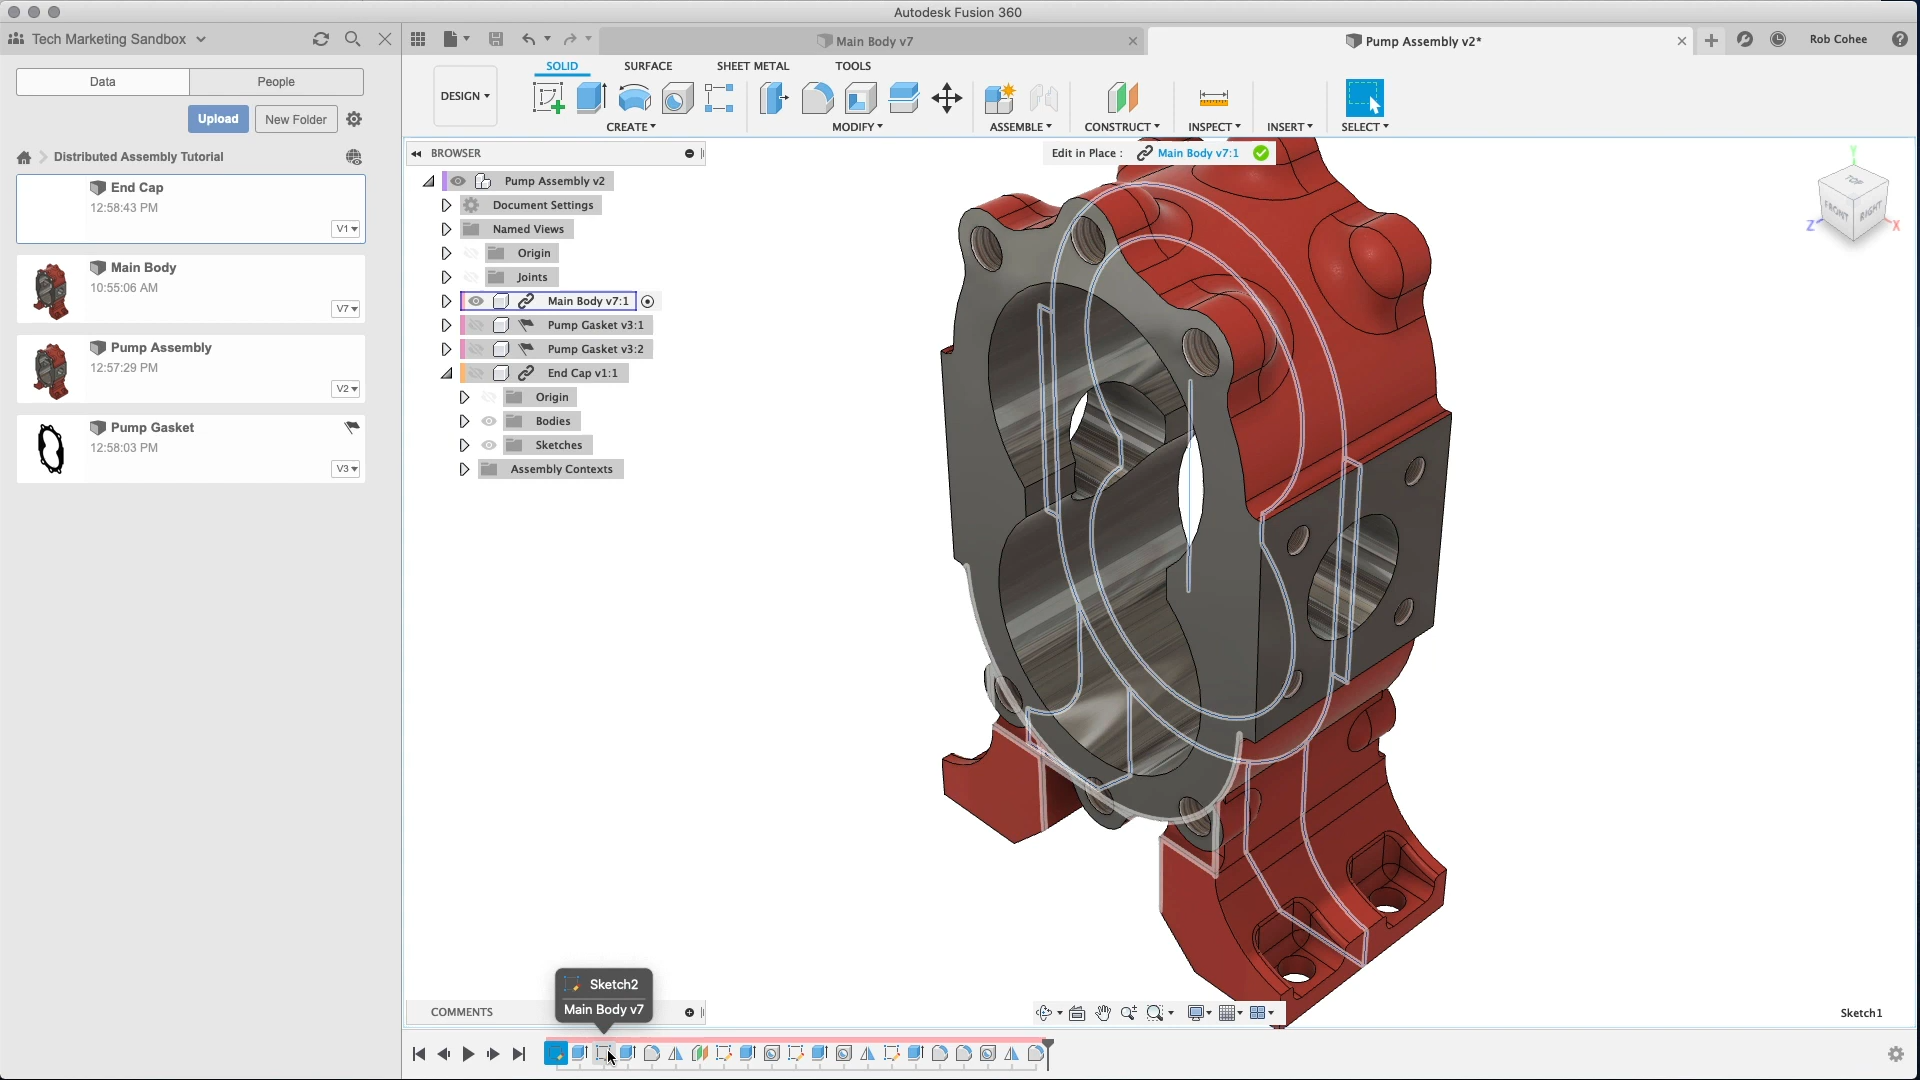 Autodesk Fusion 360
Tech Marketing Sandbox
Main Body v7
Pump Assembly v2*
Rob Cohee
Data
People
Upload
New Folder
Distributed Assembly Tutorial
End Cap
12:58:43 PM
V1
Main Body
10:55:06 AM
V7
Pump Assembly
12:57:29 PM
V2
Pump Gasket
12:58:03 PM
V3
DESIGN
SOLID
SURFACE
SHEET METAL
TOOLS
CREATE
MODIFY
ASSEMBLE
CONSTRUCT
INSPECT
INSERT
SELECT
BROWSER
Pump Assembly v2
Document Settings
Named Views
Origin
Joints
Main Body v7:1
Pump Gasket v3:1
Pump Gasket v3:2
End Cap v1:1
Origin
Bodies
Sketches
Assembly Contexts
Edit in Place :
Main Body v7:1
Y
TOP
FRONT
RIGHT
Z
X
Sketch2
Main Body v7
COMMENTS
Sketch1